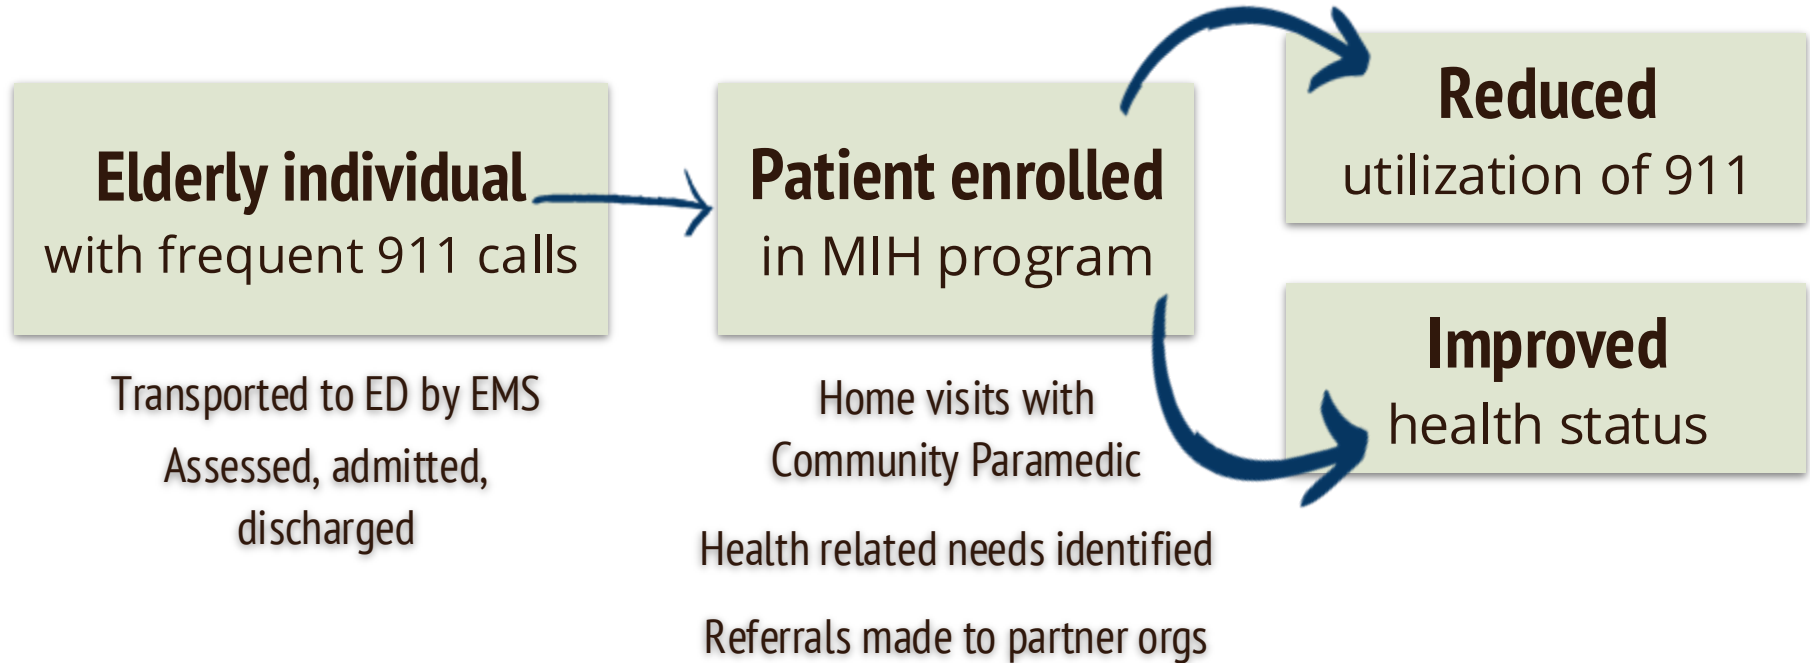 Elderly individual
with frequent 911 calls
Transported to ED by EMS
Assessed, admitted,
discharged
Patient enrolled
in MIH program
Home visits with
Community Paramedic
Health related needs identified
Referrals made to partner orgs
Reduced
utilization of 911
Improved
health status